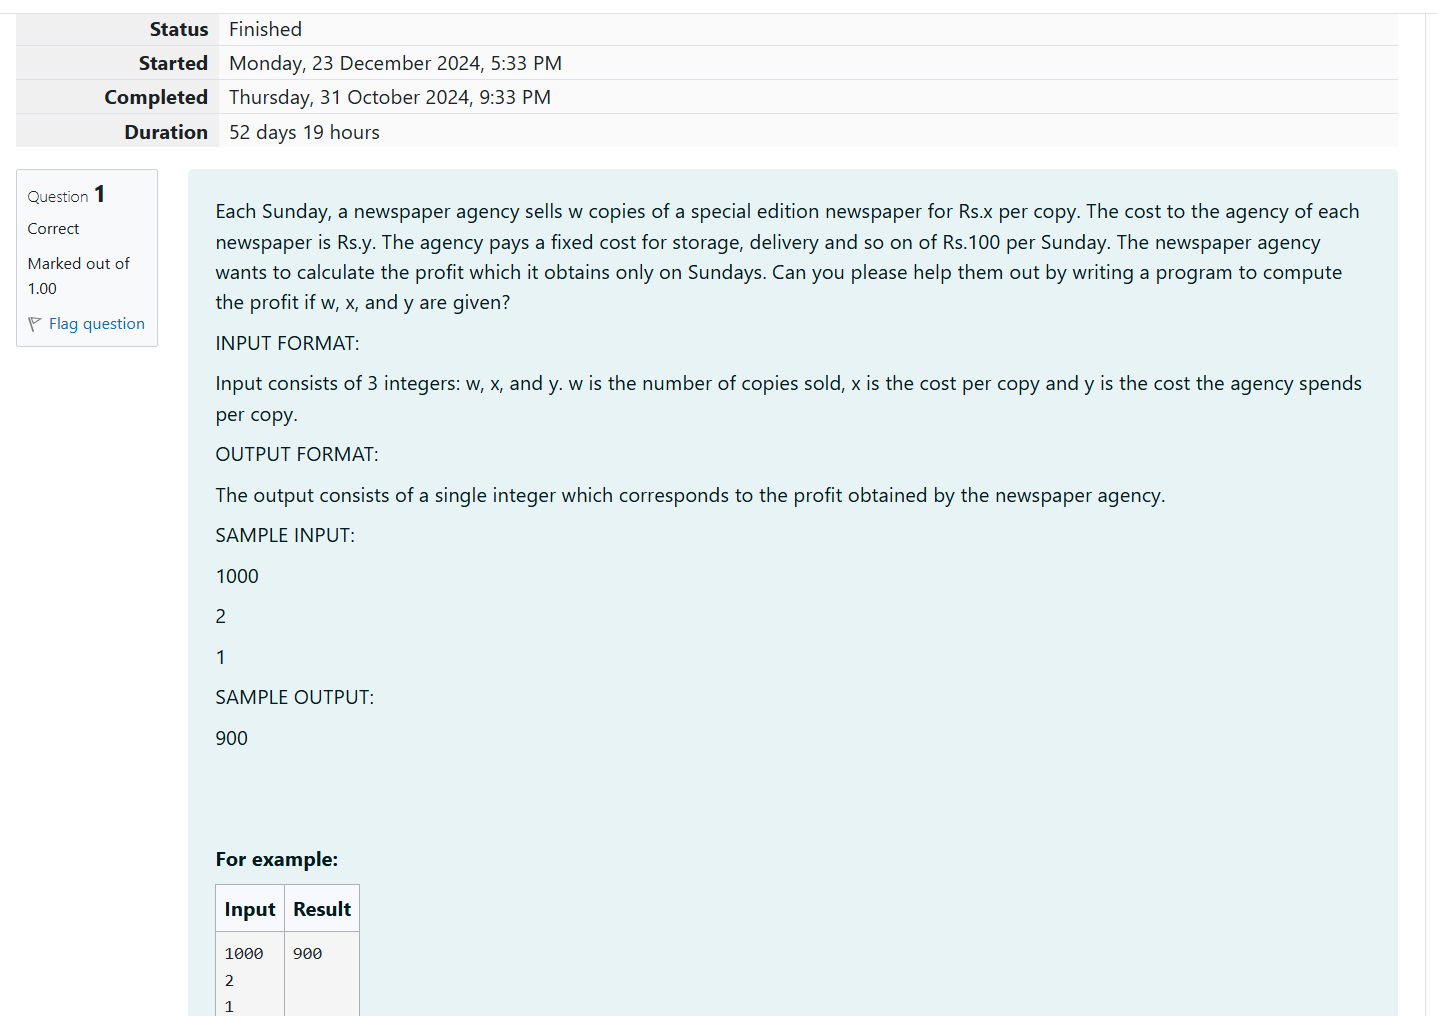 Status Finished
Started Monday, 23 December 2024, 5:33 PM
Completed Thursday, 31 October 2024, 9:33 PM
Duration 52 days 19 hours
Question 1
Correct
Marked out of
1.00
Flag question
Each Sunday, a newspaper agency sells w copies of a special edition newspaper for Rs.x per copy. The cost to the agency of each
newspaper is Rs.y. The agency pays a fixed cost for storage, delivery and so on of Rs.100 per Sunday. The newspaper agency
wants to calculate the profit which it obtains only on Sundays. Can you please help them out by writing a program to compute
the profit if w, x, and y are given?
INPUT FORMAT:
Input consists of 3 integers: w, x, and y. w is the number of copies sold, x is the cost per copy and y is the cost the agency spends
per copy.
OUTPUT FORMAT:
The output consists of a single integer which corresponds to the profit obtained by the newspaper agency.
SAMPLE INPUT:
1000
2
1
SAMPLE OUTPUT:
900
For example:
Input Result
1000 900
2
1